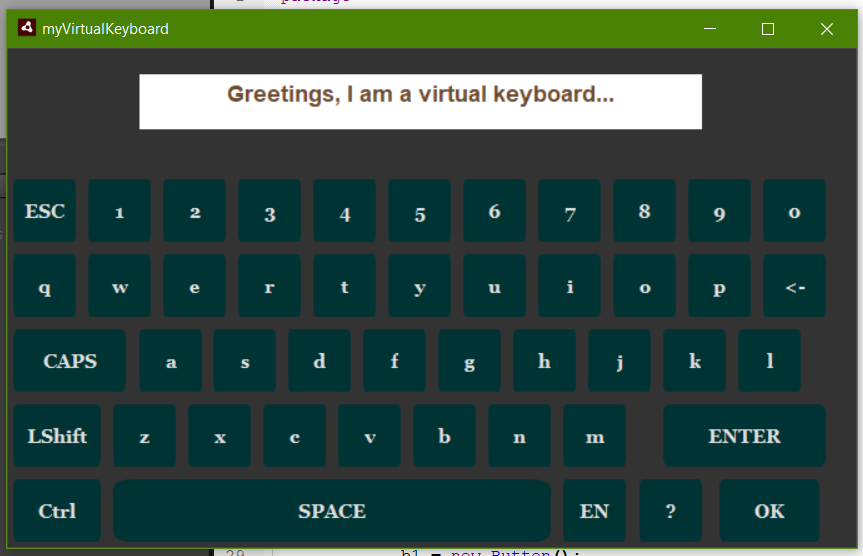 package
myVirtualKeyboard
Greetings, I am a virtual keyboard...
ESC 1 2 3 4 5 6 7 8 9 0
q w e r t y u i o p <-
CAPS a s d f g h j k l
LShift z x c v b n m ENTER
Ctrl SPACE EN ? OK
29 b1 = new Button();